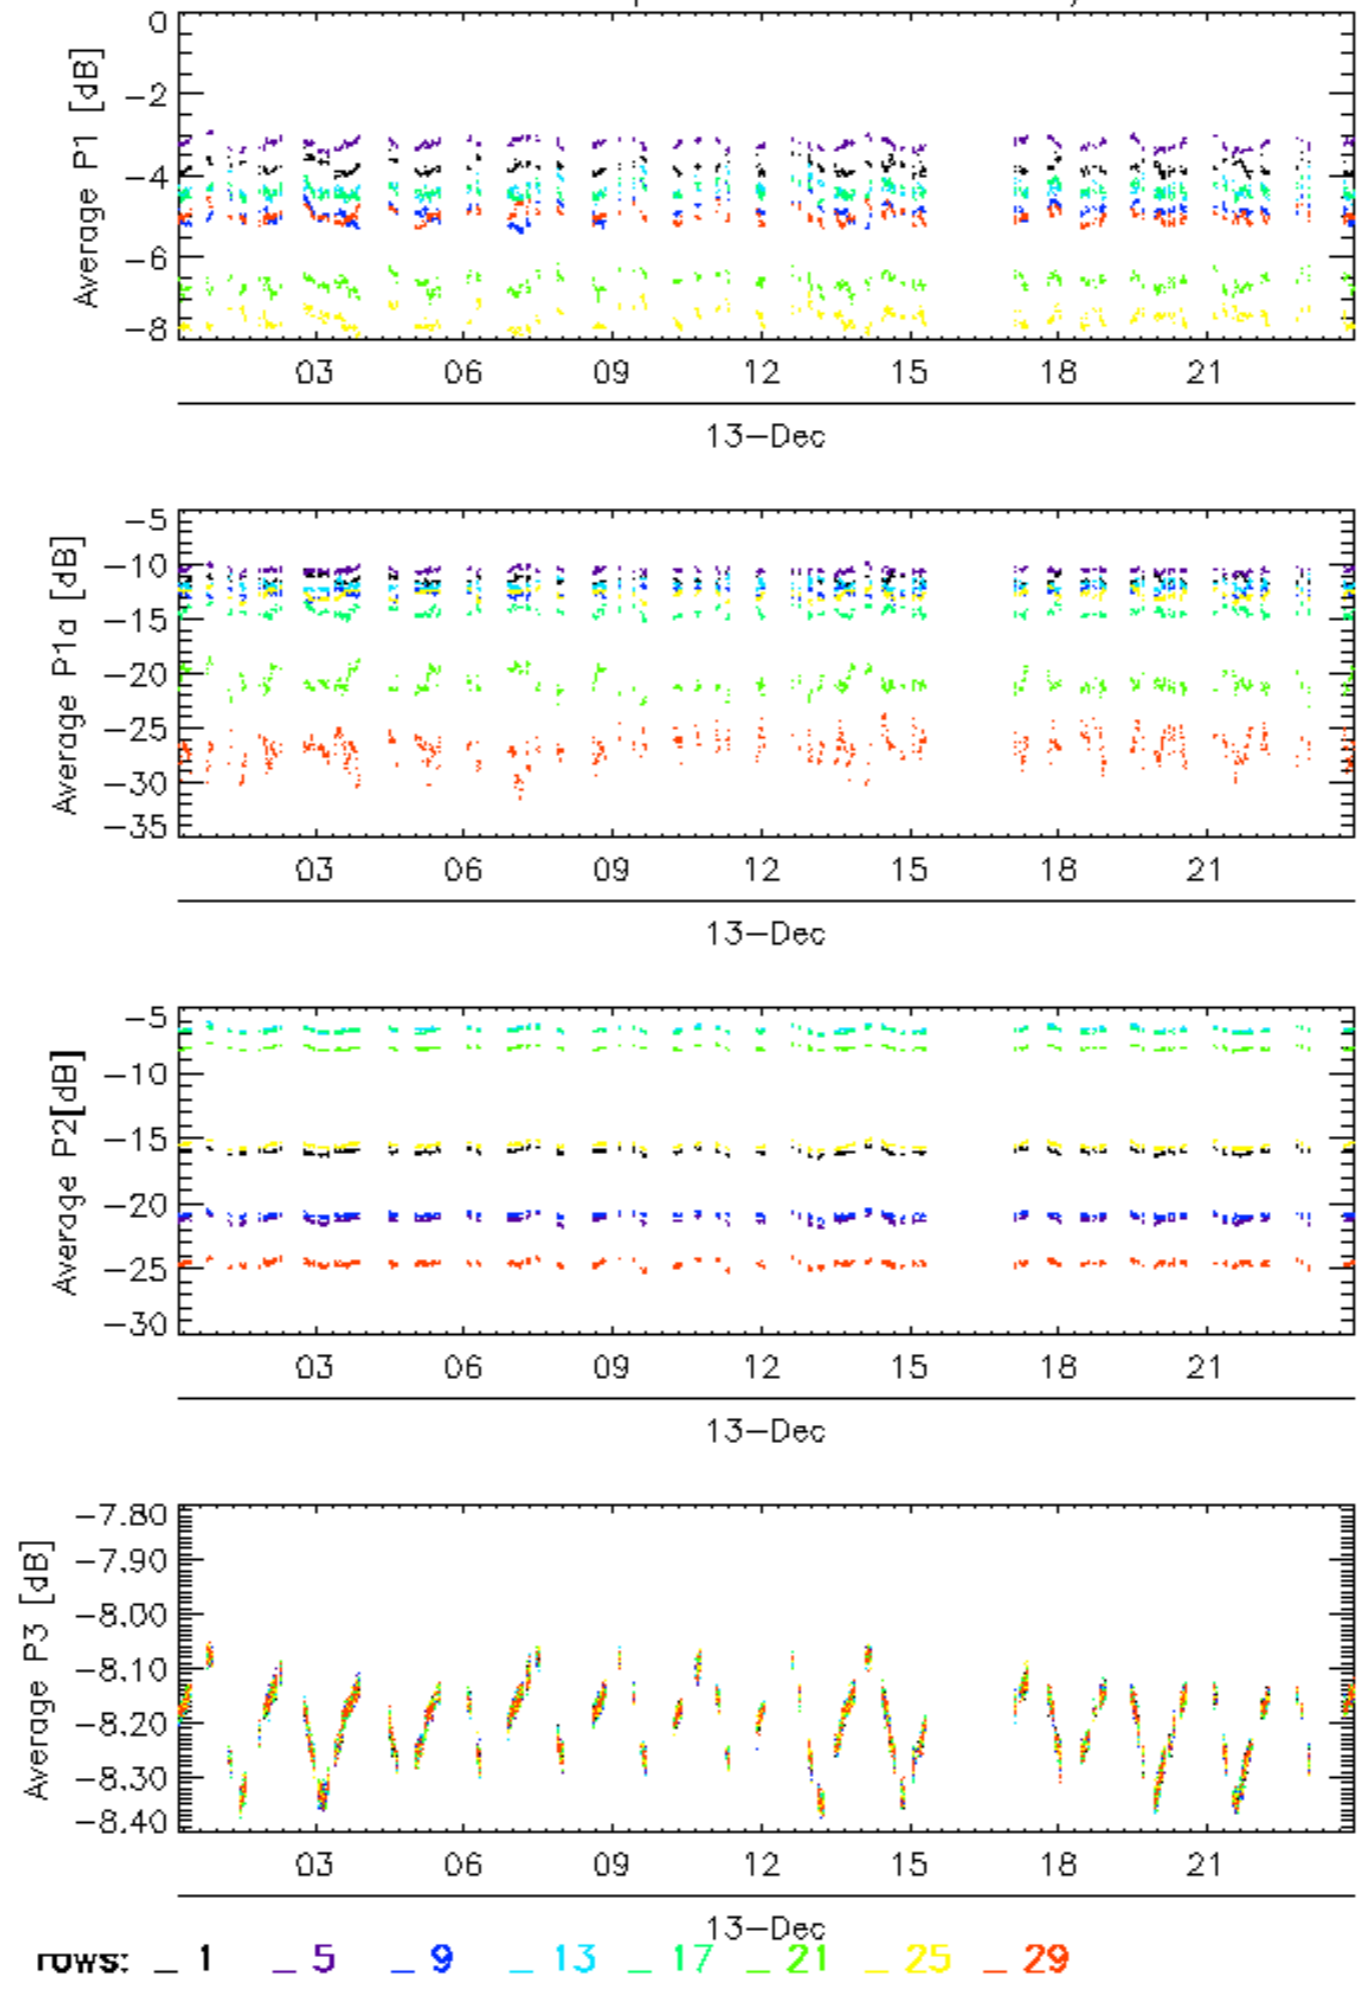 0
−2
−4
−6
−8
Average P1 [dB]
03 06 09 12 15 18 21
13−Dec
−5
−10
−15
−20
−25
−30
−35
Average P1a [dB]
03 06 09 12 15 18 21
13−Dec
−5
−10
−15
−20
−25
−30
Average P2[dB]
03 06 09 12 15 18 21
13−Dec
−7.80
−7.90
−8.00
−8.10
−8.20
−8.30
−8.40
Average P3 [dB]
03 06 09 12 15 18 21
13−Dec
rows: _ 1 _ 5 _ 9 _ 13 _ 17 _ 21 _ 25 _ 29